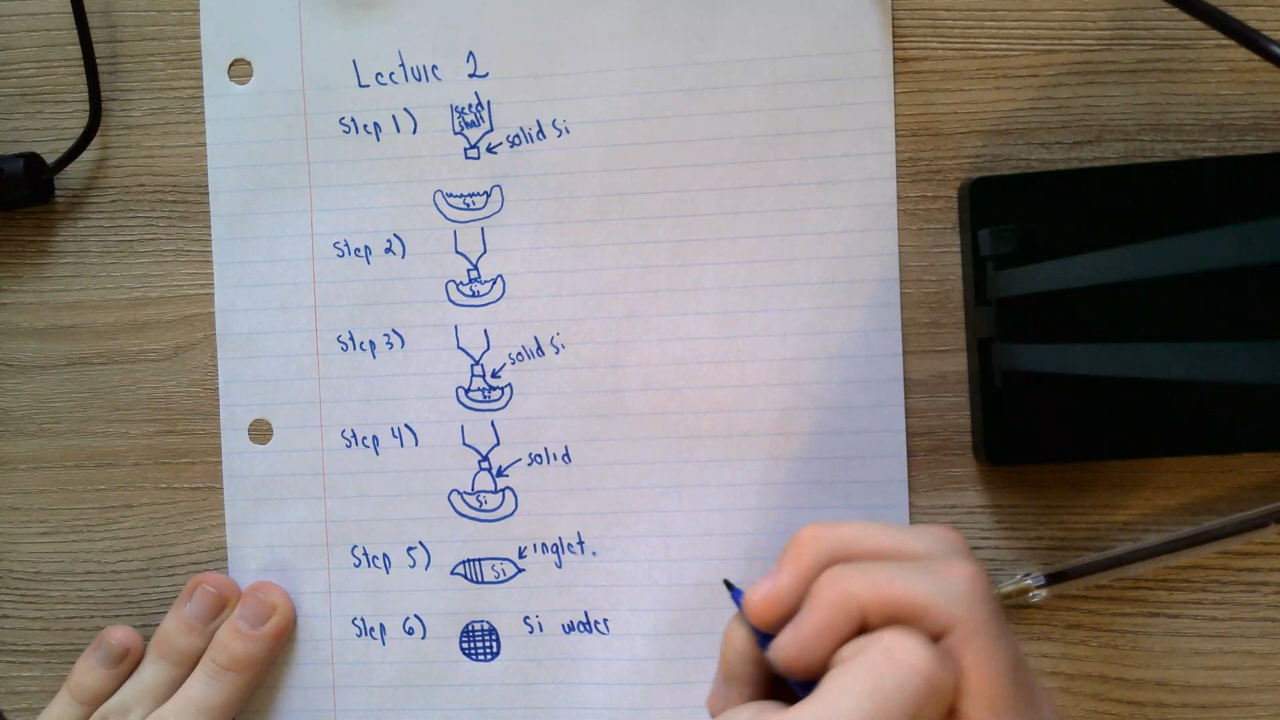 Lecture 2
Step 1) seed shaft
solid Si
Si
Step 2)
Si
Step 3) solid Si
Si
Step 4) solid
Si
Step 5) Si inglet.
Step 6) Si wafer